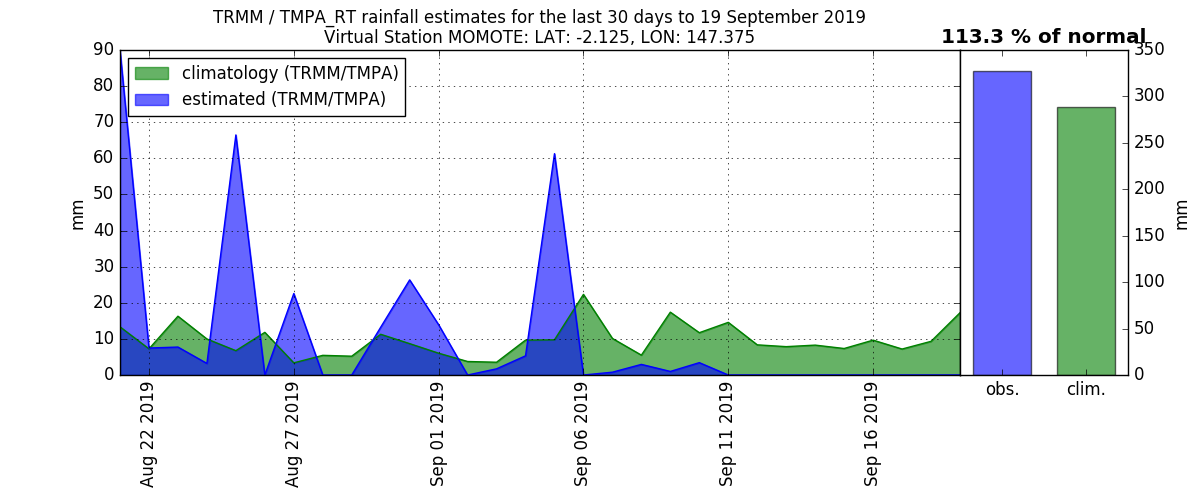 TRMM / TMPA_RT rainfall estimates for the last 30 days to 19 September 2019
Virtual Station MOMOTE: LAT: -2.125, LON: 147.375
113.3 % of normal
climatology (TRMM/TMPA)
estimated (TRMM/TMPA)
mm
90
80
70
60
50
40
30
20
10
0
Aug 22 2019
Aug 27 2019
Sep 01 2019
Sep 06 2019
Sep 11 2019
Sep 16 2019
350
300
250
200
150
100
50
0
mm
obs.
clim.